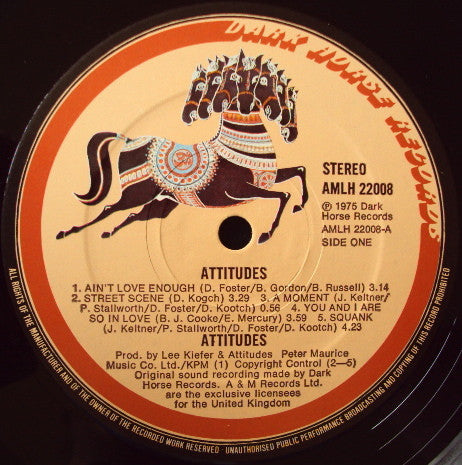 DARK HORSE RECORDS
STEREO
AMLH 22008
℗ 1975 Dark
Horse Records
AMLH 22008-A
SIDE ONE
ATTITUDES
1. AIN'T LOVE ENOUGH (D. Foster/B. Gordon/B. Russell) 3.14
2. STREET SCENE (D. Kogch) 3.29 3. A MOMENT (J. Keltner/
P. Stallworth/D. Foster/D. Kootch) 0.56 4. YOU AND I ARE
SO IN LOVE (B. J. Cooke/E. Mercury) 3.59 5. SQUANK
(J. Keltner/P. Stallworth/D. Foster/D. Kootch) 4.23
ATTITUDES
Prod. by Lee Kiefer & Attitudes Peter Maurice
Music Co. Ltd./KPM (1) Copyright Control (2—5)
Original sound recording made by Dark
Horse Records. A & M Records Ltd.
are the exclusive licensees
for the United Kingdom
ALL RIGHTS OF THE MANUFACTURER AND OF THE OWNER OF THE RECORDED WORK RESERVED - UNAUTHORISED PUBLIC PERFORMANCE BROADCASTING AND COPYING OF THIS RECORD PROHIBITED